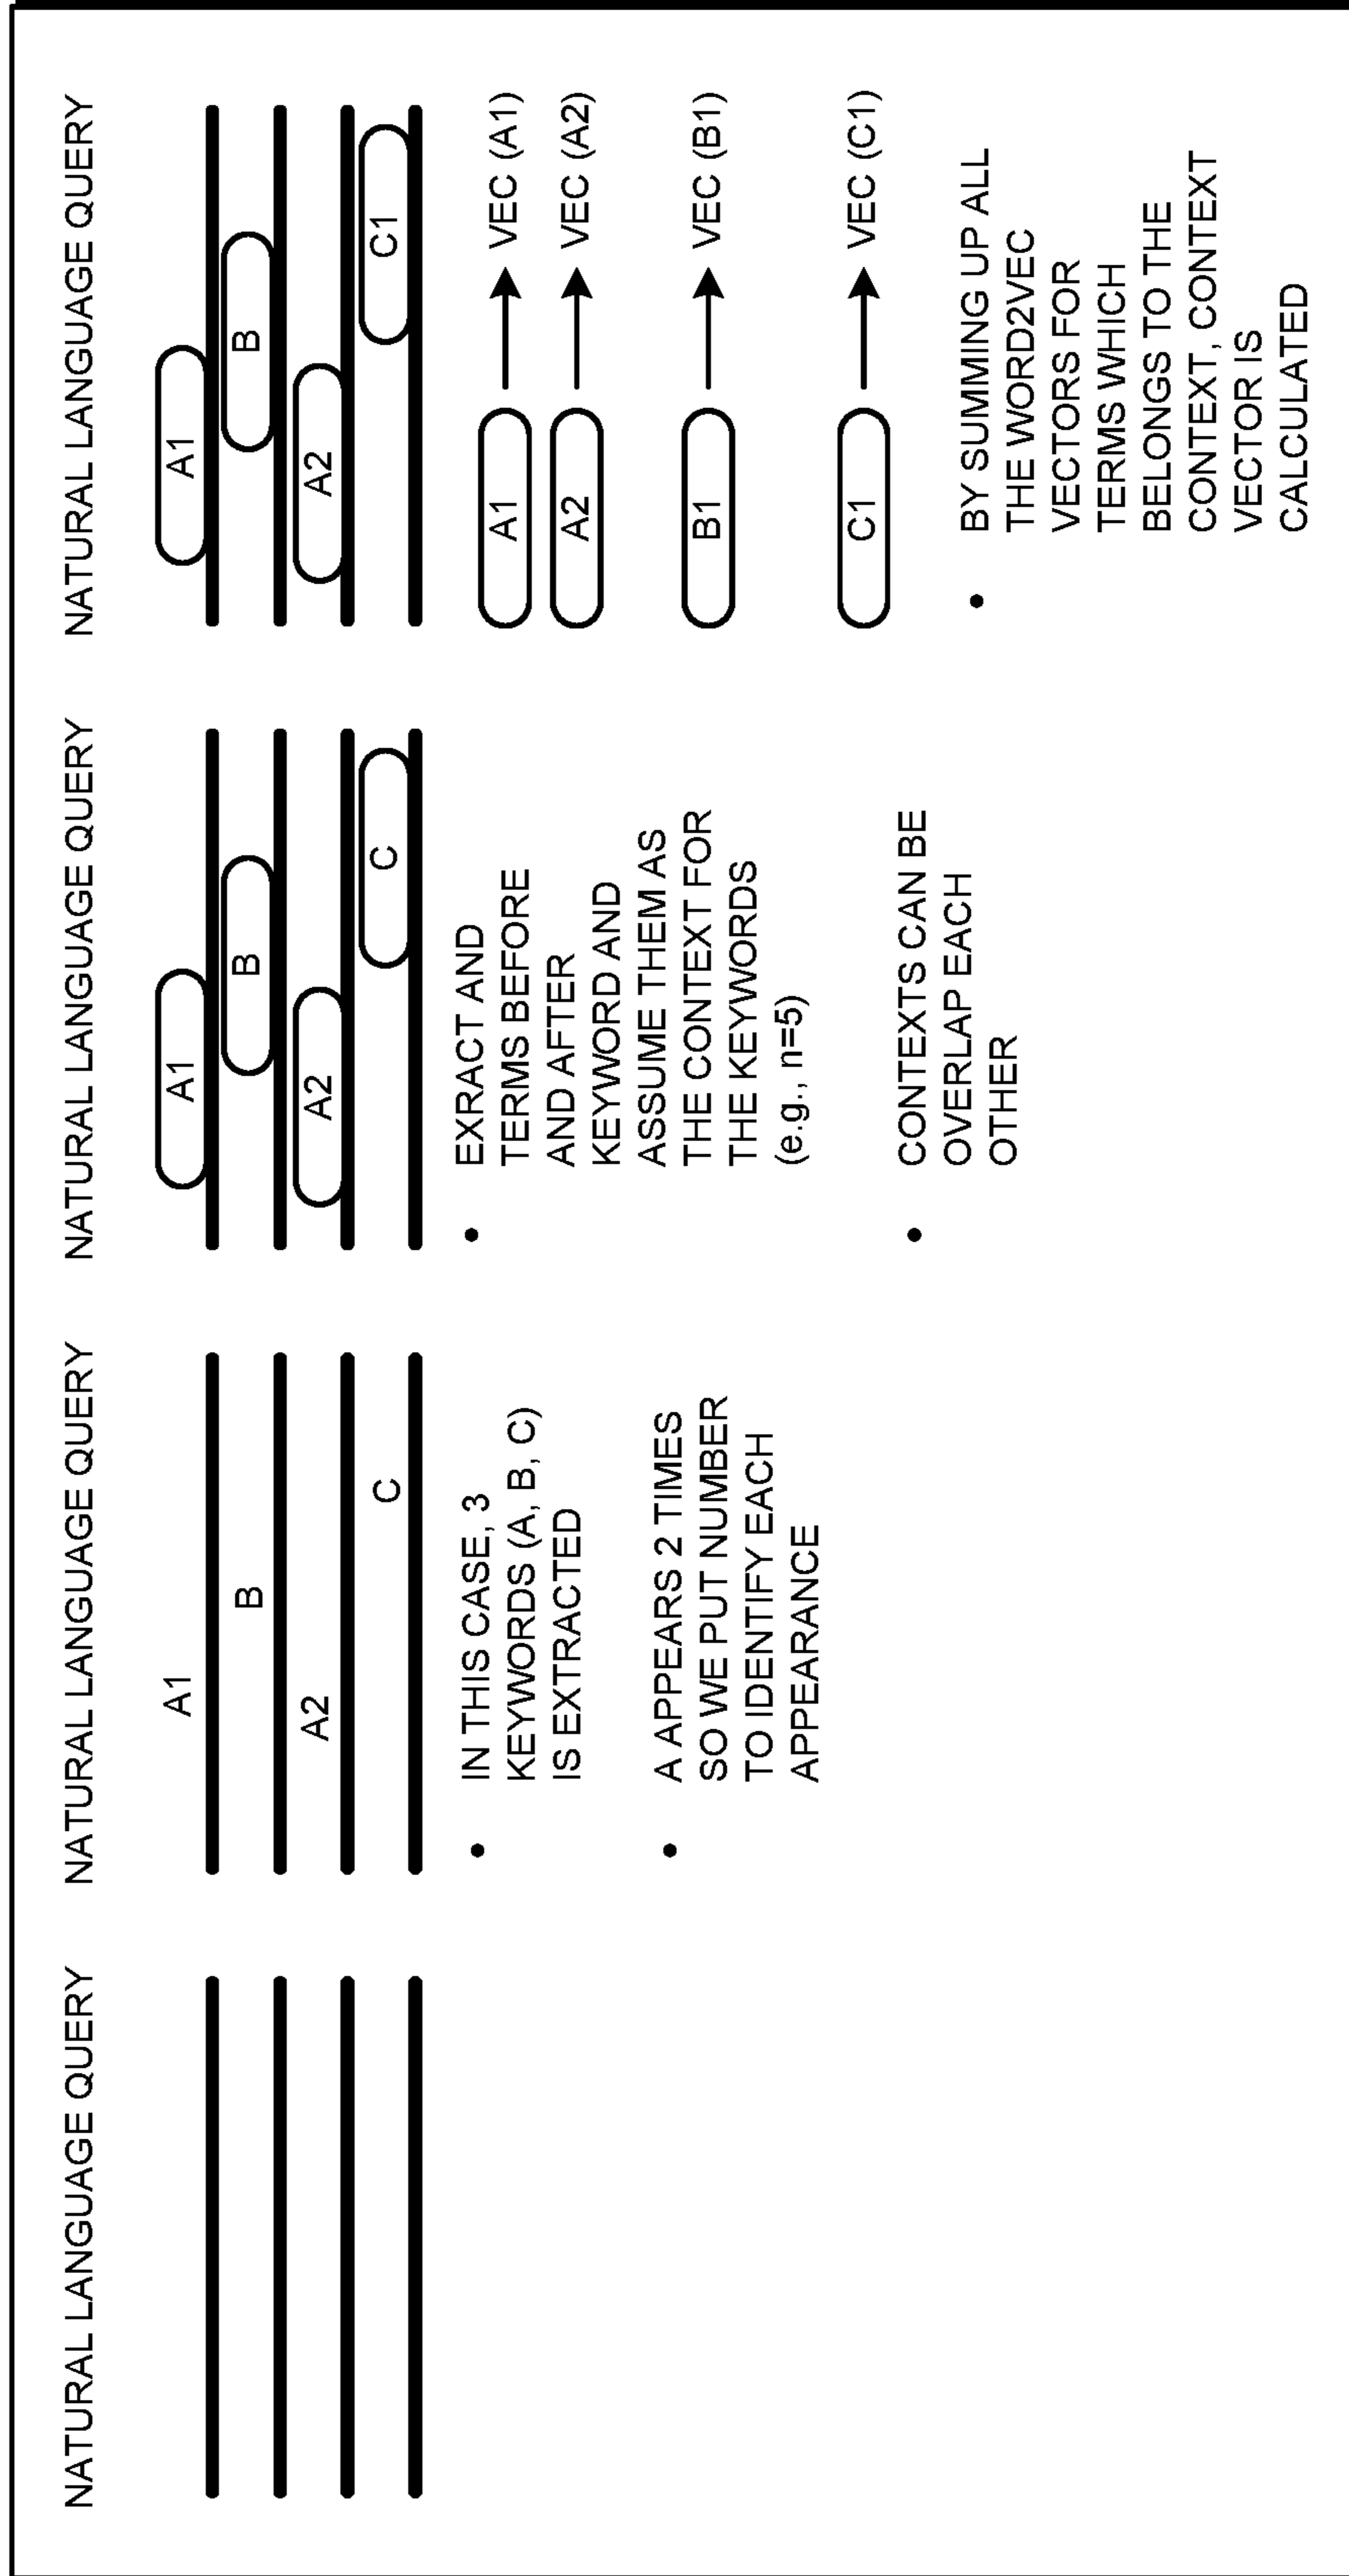 NATURAL LANGUAGE QUERY
NATURAL LANGUAGE QUERY
A1
B
A2
C
• IN THIS CASE, 3
KEYWORDS (A, B, C)
IS EXTRACTED
• A APPEARS 2 TIMES
SO WE PUT NUMBER
TO IDENTIFY EACH
APPEARANCE
NATURAL LANGUAGE QUERY
A1
B
A2
C
• EXRACT AND
TERMS BEFORE
AND AFTER
KEYWORD AND
ASSUME THEM AS
THE CONTEXT FOR
THE KEYWORDS
(e.g., n=5)
• CONTEXTS CAN BE
OVERLAP EACH
OTHER
NATURAL LANGUAGE QUERY
A1
B
A2
C1
A1 VEC (A1)
A2 VEC (A2)
B1 VEC (B1)
C1 VEC (C1)
• BY SUMMING UP ALL
THE WORD2VEC
VECTORS FOR
TERMS WHICH
BELONGS TO THE
CONTEXT, CONTEXT
VECTOR IS
CALCULATED